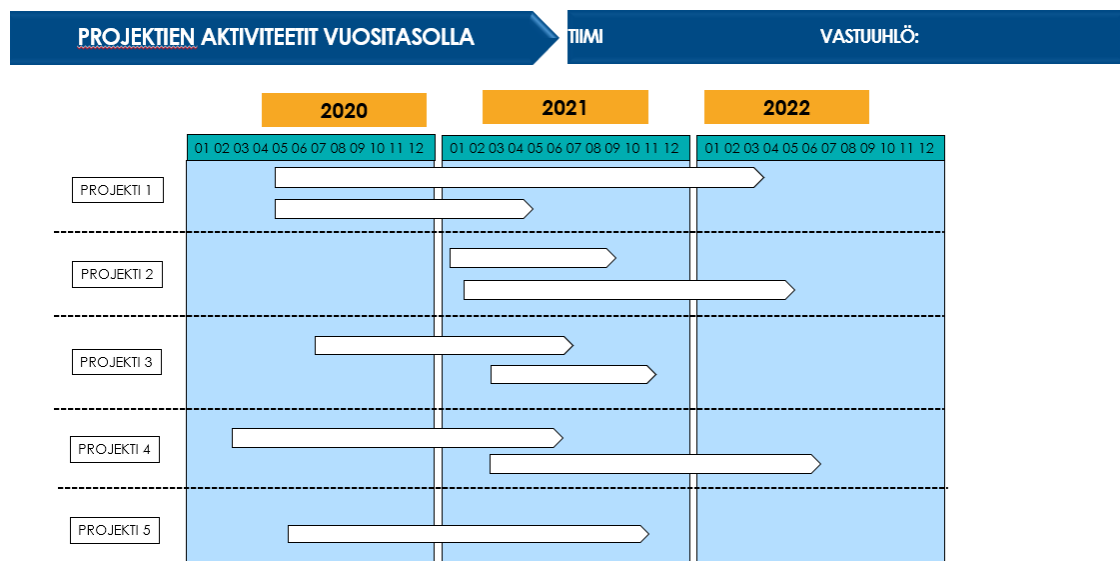 PROJEKTIEN AKTIVITEETIT VUOSITASOLLA
TIIMI
VASTUUHLÖ:
2020
2021
2022
01 02 03 04 05 06 07 08 09 10 11 12
01 02 03 04 05 06 07 08 09 10 11 12
01 02 03 04 05 06 07 08 09 10 11 12
PROJEKTI 1
PROJEKTI 2
PROJEKTI 3
PROJEKTI 4
PROJEKTI 5